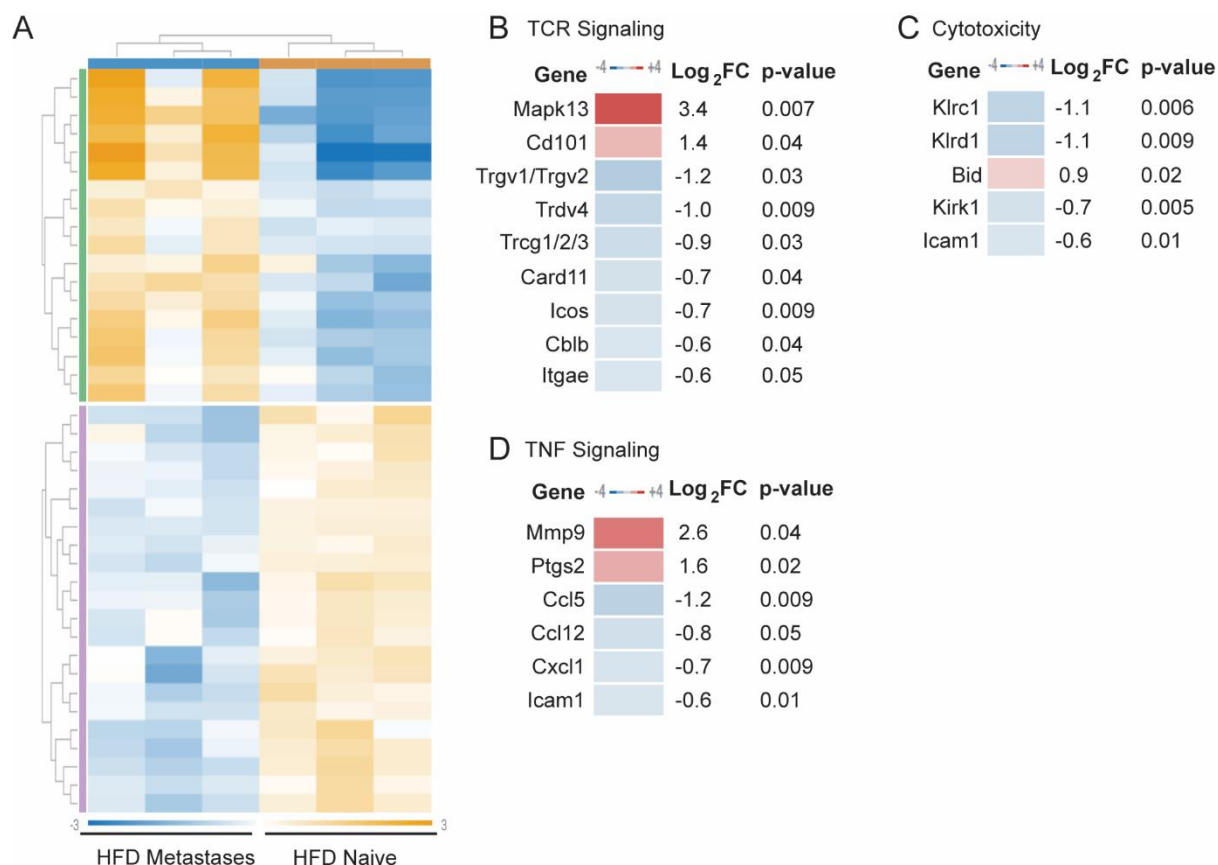 A
-3
3
HFD Metastases
HFD Naive
B TCR Signaling
Gene -4 +4 Log2FC p-value
Mapk13 3.4 0.007
Cd101 1.4 0.04
Trgv1/Trgv2 -1.2 0.03
Trdv4 -1.0 0.009
Trcg1/2/3 -0.9 0.03
Card11 -0.7 0.04
Icos -0.7 0.009
Cblb -0.6 0.04
Itgae -0.6 0.05
C Cytotoxicity
Gene -4 +4 Log2FC p-value
Klrc1 -1.1 0.006
Klrd1 -1.1 0.009
Bid 0.9 0.02
Kirk1 -0.7 0.005
Icam1 -0.6 0.01
D TNF Signaling
Gene -4 +4 Log2FC p-value
Mmp9 2.6 0.04
Ptgs2 1.6 0.02
Ccl5 -1.2 0.009
Ccl12 -0.8 0.05
Cxcl1 -0.7 0.009
Icam1 -0.6 0.01